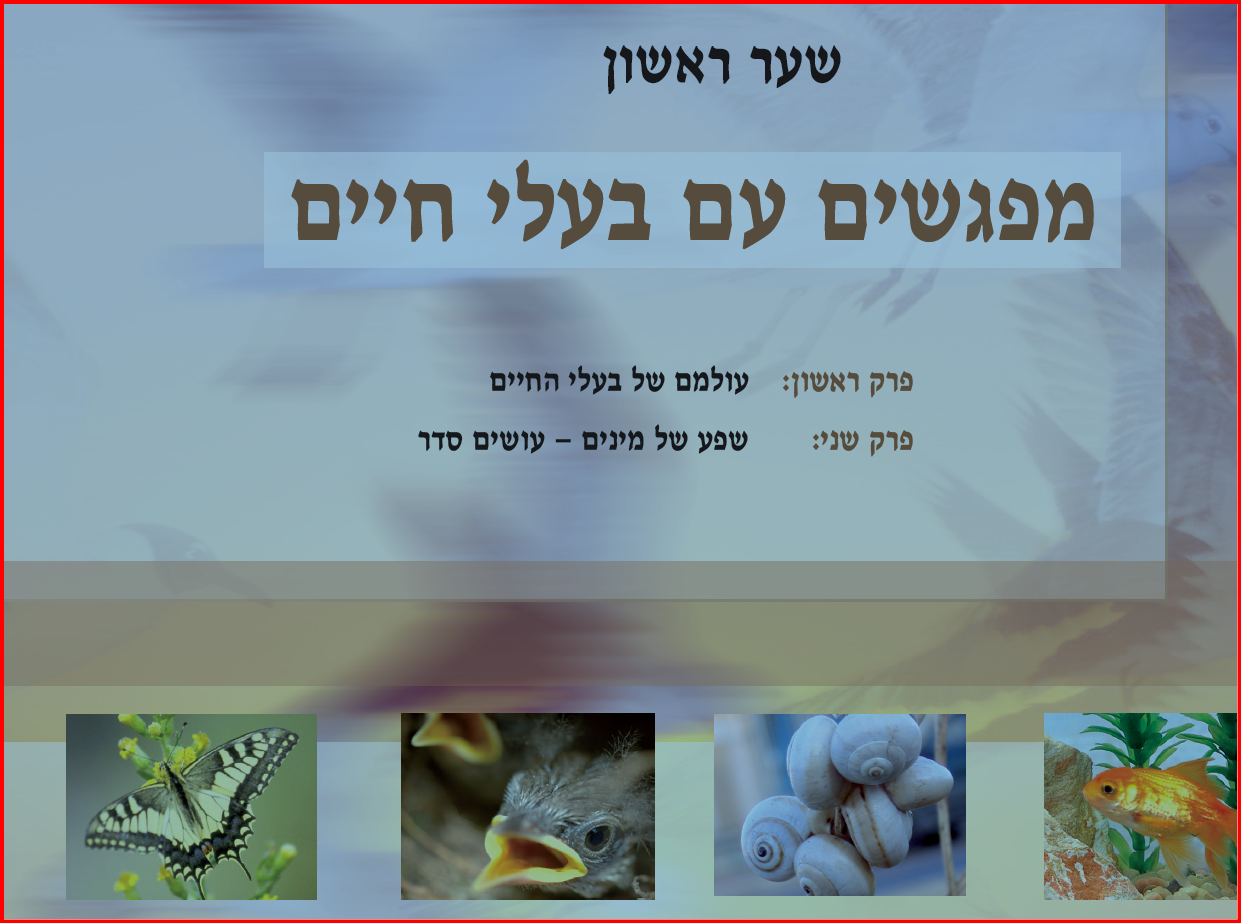 שער ראשון
מפגשים עם בעלי חיים
פרק ראשון: עולמם של בעלי החיים
פרק שני: שפע של מינים – עושים סדר